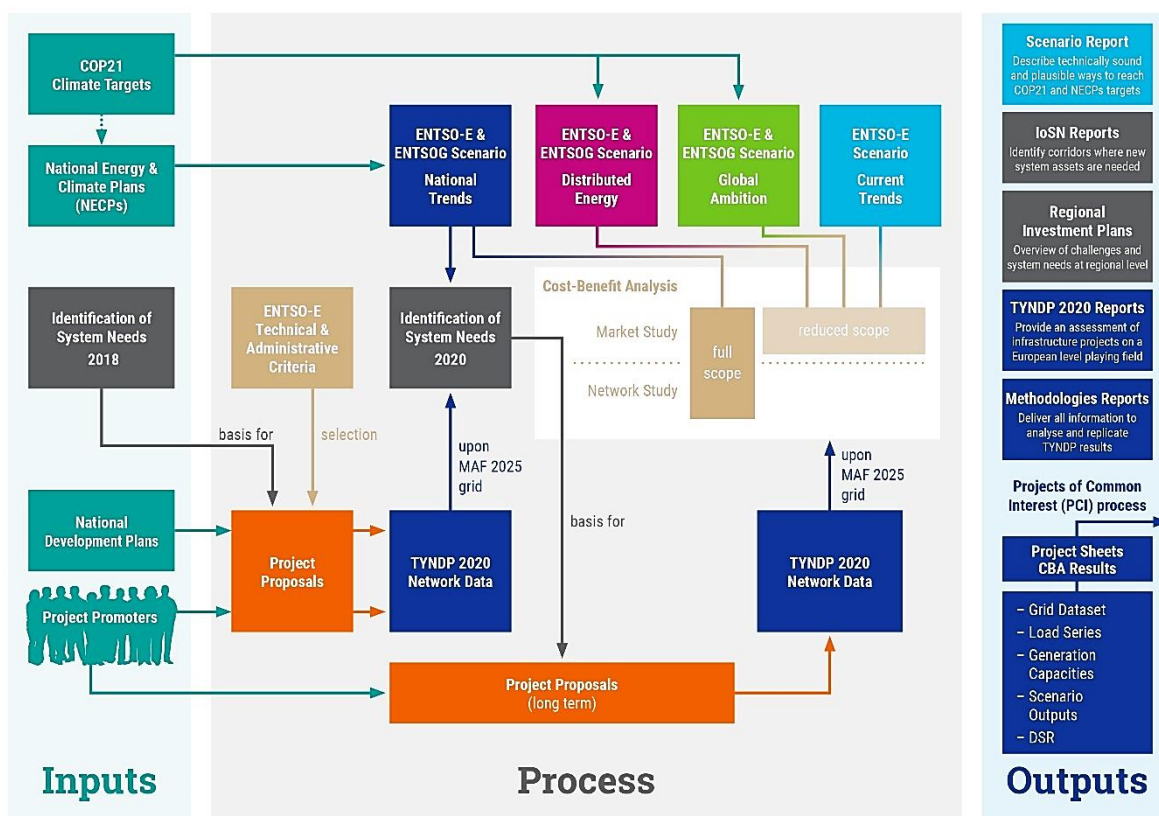 COP21
Climate Targets
National Energy &
Climate Plans
(NECPs)
Identification of
System Needs
2018
National
Development Plans
Project Promoters
Inputs
ENTSO-E &
ENTSOG Scenario
National
Trends
ENTSO-E &
ENTSOG Scenario
Distributed
Energy
ENTSO-E &
ENTSOG Scenario
Global
Ambition
ENTSO-E
Scenario
Current
Trends
ENTSO-E
Technical &
Administrative
Criteria
Identification of
System Needs
2020
Cost-Benefit Analysis
Market Study
Network Study
full
scope
reduced scope
basis for
selection
upon
MAF 2025
grid
basis for
upon
MAF 2025
grid
Project
Proposals
TYNDP 2020
Network Data
TYNDP 2020
Network Data
Project Proposals
(long term)
Process
Scenario Report
Describe technically sound
and plausible ways to reach
COP21 and NECPs targets
IoSN Reports
Identify corridors where new
system assets are needed
Regional
Investment Plans
Overview of challenges and
system needs at regional level
TYNDP 2020 Reports
Provide an assessment of
infrastructure projects on a
European level playing field
Methodologies Reports
Deliver all information to
analyse and replicate
TYNDP results
Projects of Common
Interest (PCI) process
Project Sheets
CBA Results
– Grid Dataset
– Load Series
– Generation
Capacities
– Scenario
Outputs
– DSR
Outputs